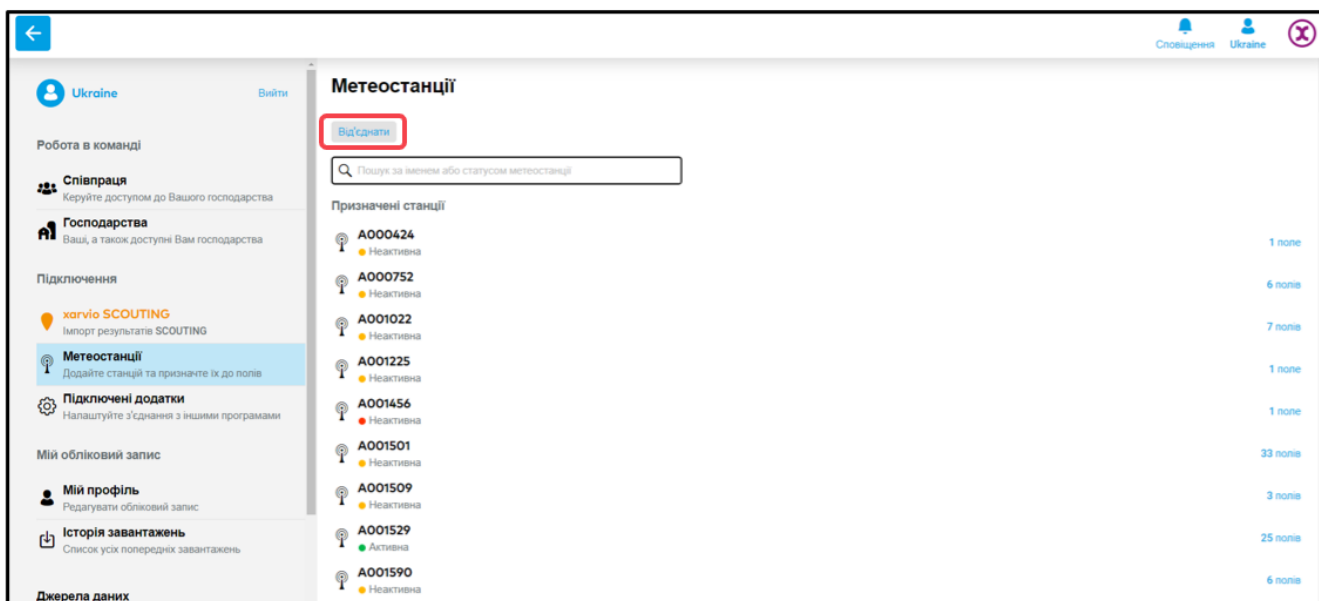 Сповіщення
Ukraine
Ukraine
Вийти
Робота в команді
Співпраця
Керуйте доступом до Вашого господарства
Господарства
Ваші, а також доступні Вам господарства
Підключення
xarvio SCOUTING
Імпорт результатів SCOUTING
Метеостанції
Додайте станцій та призначте їх до полів
Підключені додатки
Налаштуйте з'єднання з іншими програмами
Мій обліковий запис
Мій профіль
Редагувати обліковий запис
Історія завантажень
Список усіх попередніх завантажень
Джерела даних
Метеостанції
Від'єднати
Пошук за іменем або статусом метеостанції
Призначені станції
A000424
Неактивна
1 поле
A000752
Неактивна
6 полів
A001022
Неактивна
7 полів
A001225
Неактивна
1 поле
A001456
Неактивна
1 поле
A001501
Неактивна
33 полів
A001509
Неактивна
3 полів
A001529
Активна
25 полів
A001590
Неактивна
6 полів